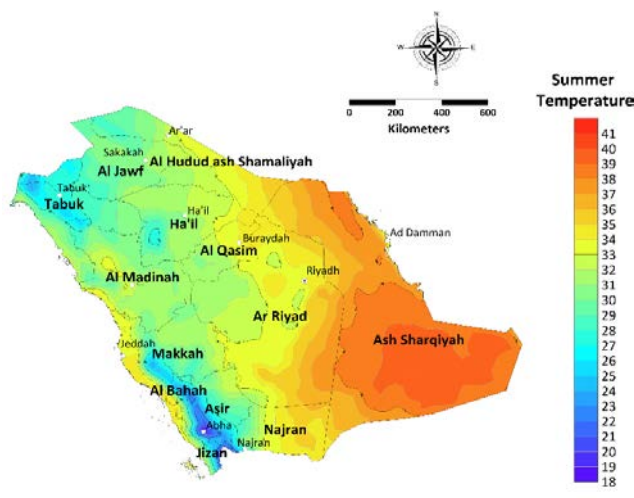 N
W
E
S
0 200 400 600
Kilometers
Summer
Temperature
41
40
39
38
37
36
35
34
33
32
31
30
29
28
27
26
25
24
23
22
21
20
19
18
Ar'ar
Sakakah
Al Hudud ash Shamaliyah
Al Jawf
Tabuk
Tabuk
Ha'il
Ha'il
Buraydah
Ad Damman
Al Qasim
Al Madinah
Riyadh
Ar Riyad
Jeddah
Makkah
Ash Sharqiyah
Al Bahah
Aşir
Abha
Najran
Najran
Jizan